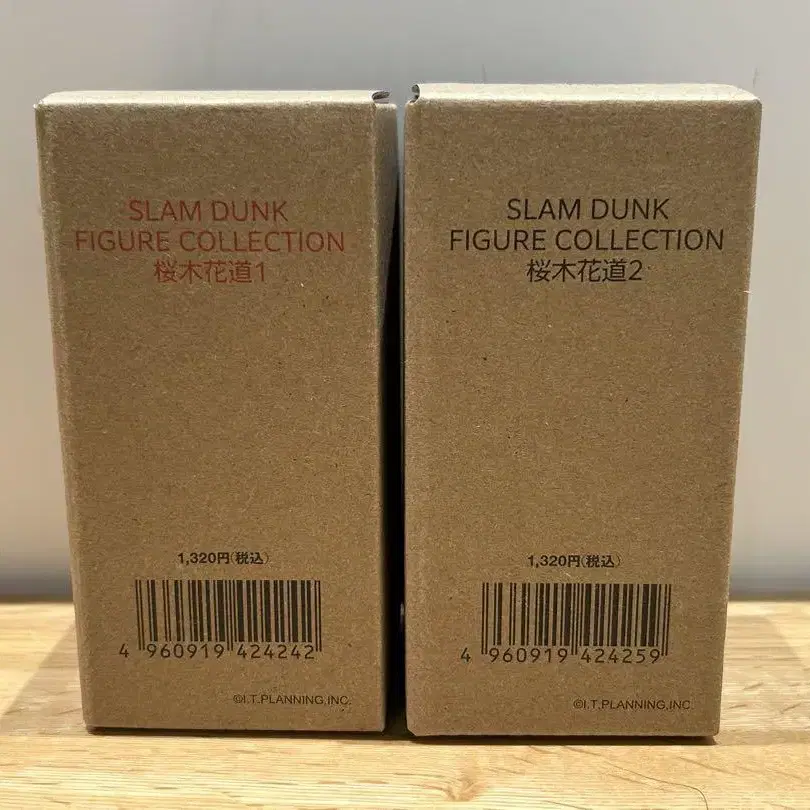 SLAM DUNK
FIGURE COLLECTION
桜木花道1
1,320円(税込)
4 960919 424242
©I.T.PLANNING,INC.
SLAM DUNK
FIGURE COLLECTION
桜木花道2
1,320円(税込)
4 960919 424259
©I.T.PLANNING,INC